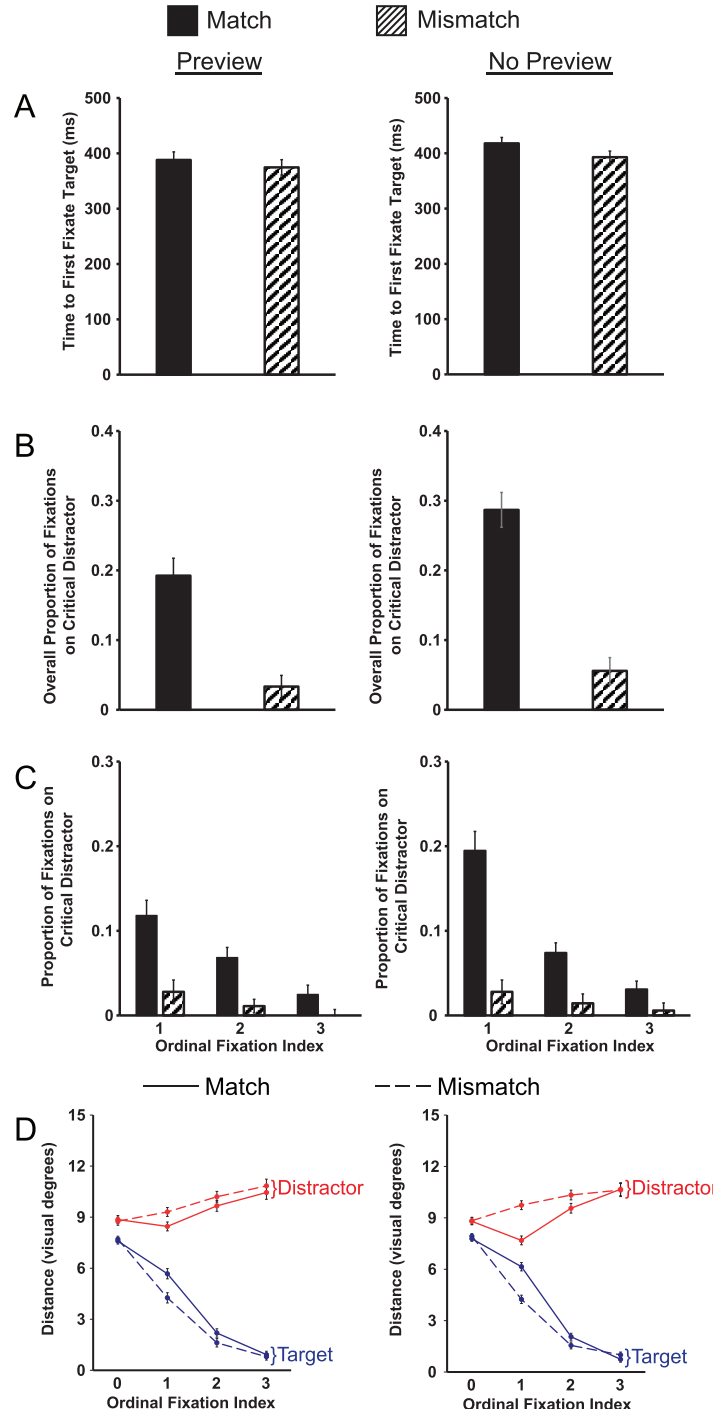 Match
Mismatch
Preview
No Preview
A
Time to First Fixate Target (ms)
500
400
300
200
100
0
Time to First Fixate Target (ms)
500
400
300
200
100
0
B
Overall Proportion of Fixations
on Critical Distractor
0.4
0.3
0.2
0.1
0
Overall Proportion of Fixations
on Critical Distractor
0.4
0.3
0.2
0.1
0
C
Proportion of Fixations on
Critical Distractor
0.3
0.2
0.1
0
1 2 3
Ordinal Fixation Index
Proportion of Fixations on
Critical Distractor
0.3
0.2
0.1
0
1 2 3
Ordinal Fixation Index
Match
Mismatch
D
Distance (visual degrees)
15
12
9
6
3
0
}Distractor
}Target
0 1 2 3
Ordinal Fixation Index
Distance (visual degrees)
15
12
9
6
3
0
}Distractor
}Target
0 1 2 3
Ordinal Fixation Index